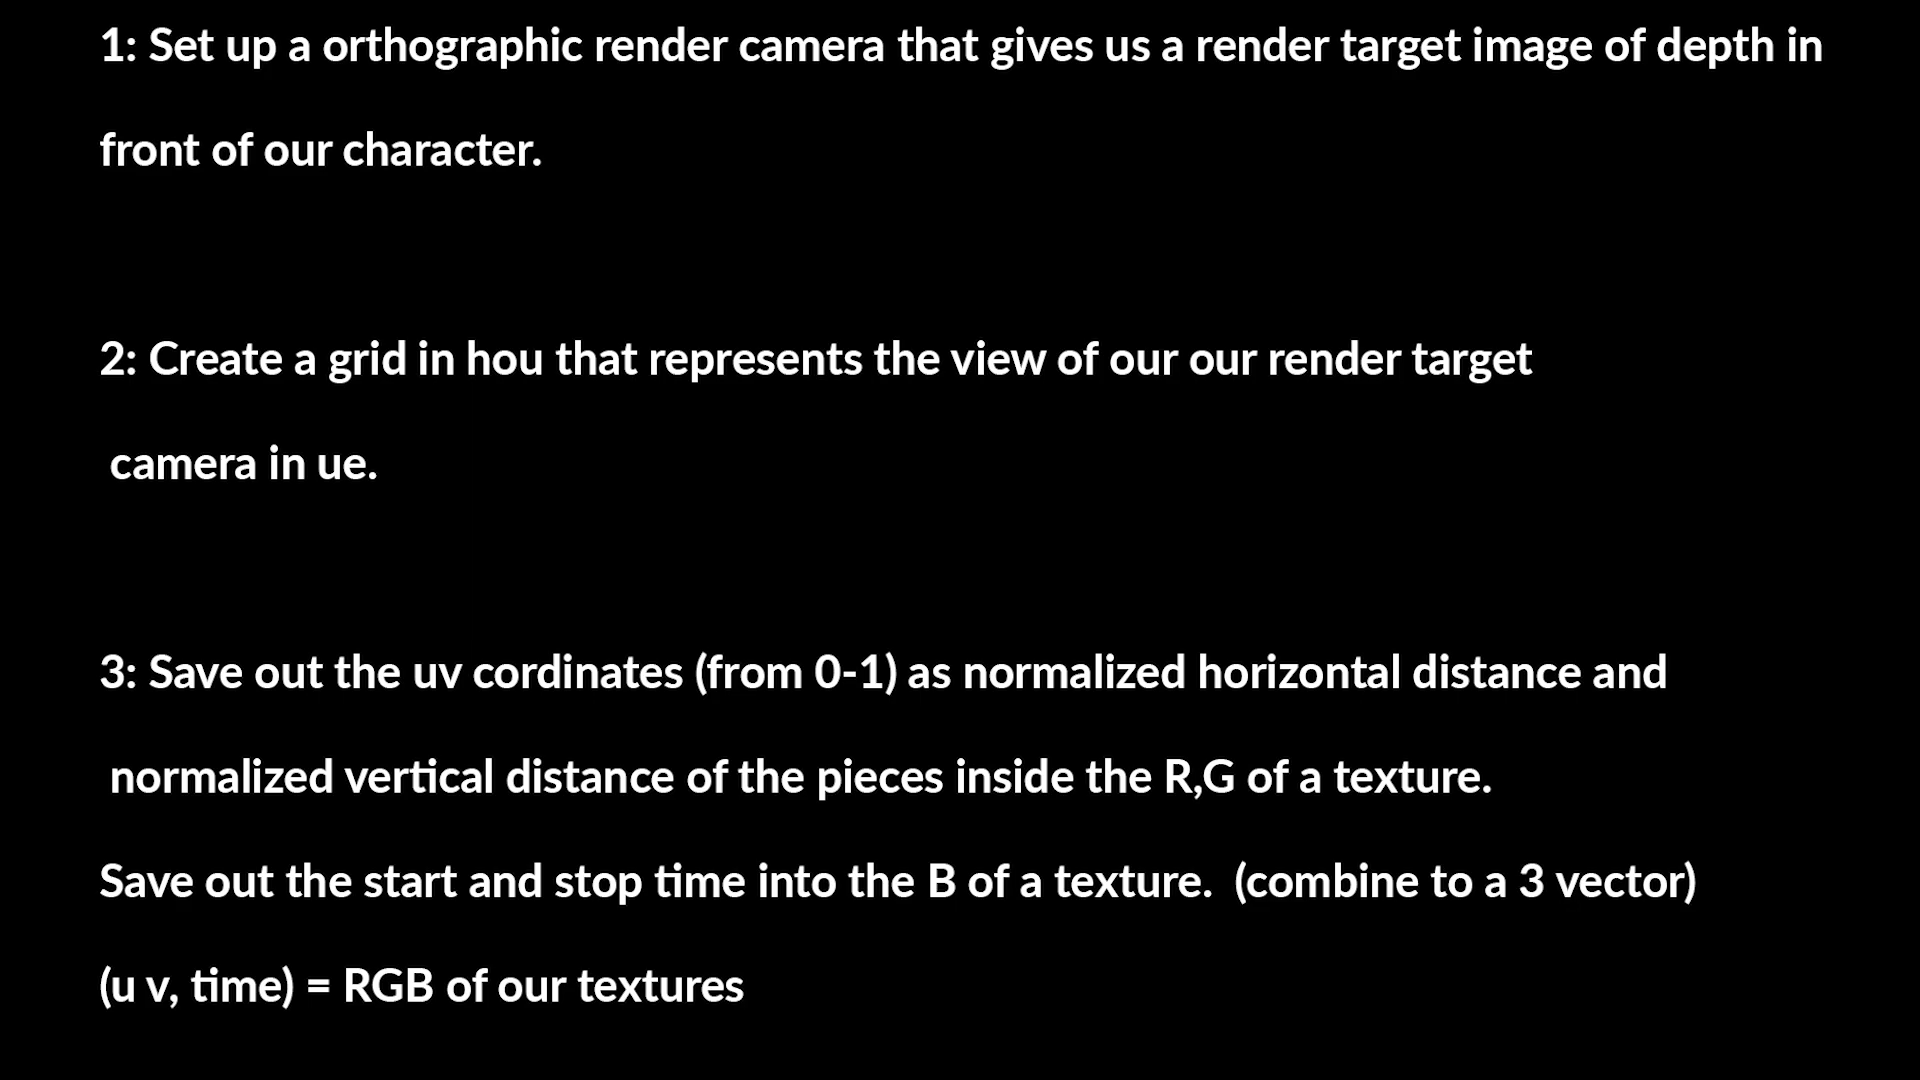 1: Set up a orthographic render camera that gives us a render target image of depth in
front of our character.
2: Create a grid in hou that represents the view of our our render target
camera in ue.
3: Save out the uv cordinates (from 0-1) as normalized horizontal distance and
normalized vertical distance of the pieces inside the R,G of a texture.
Save out the start and stop time into the B of a texture.  (combine to a 3 vector)
(u v, time) = RGB of our textures